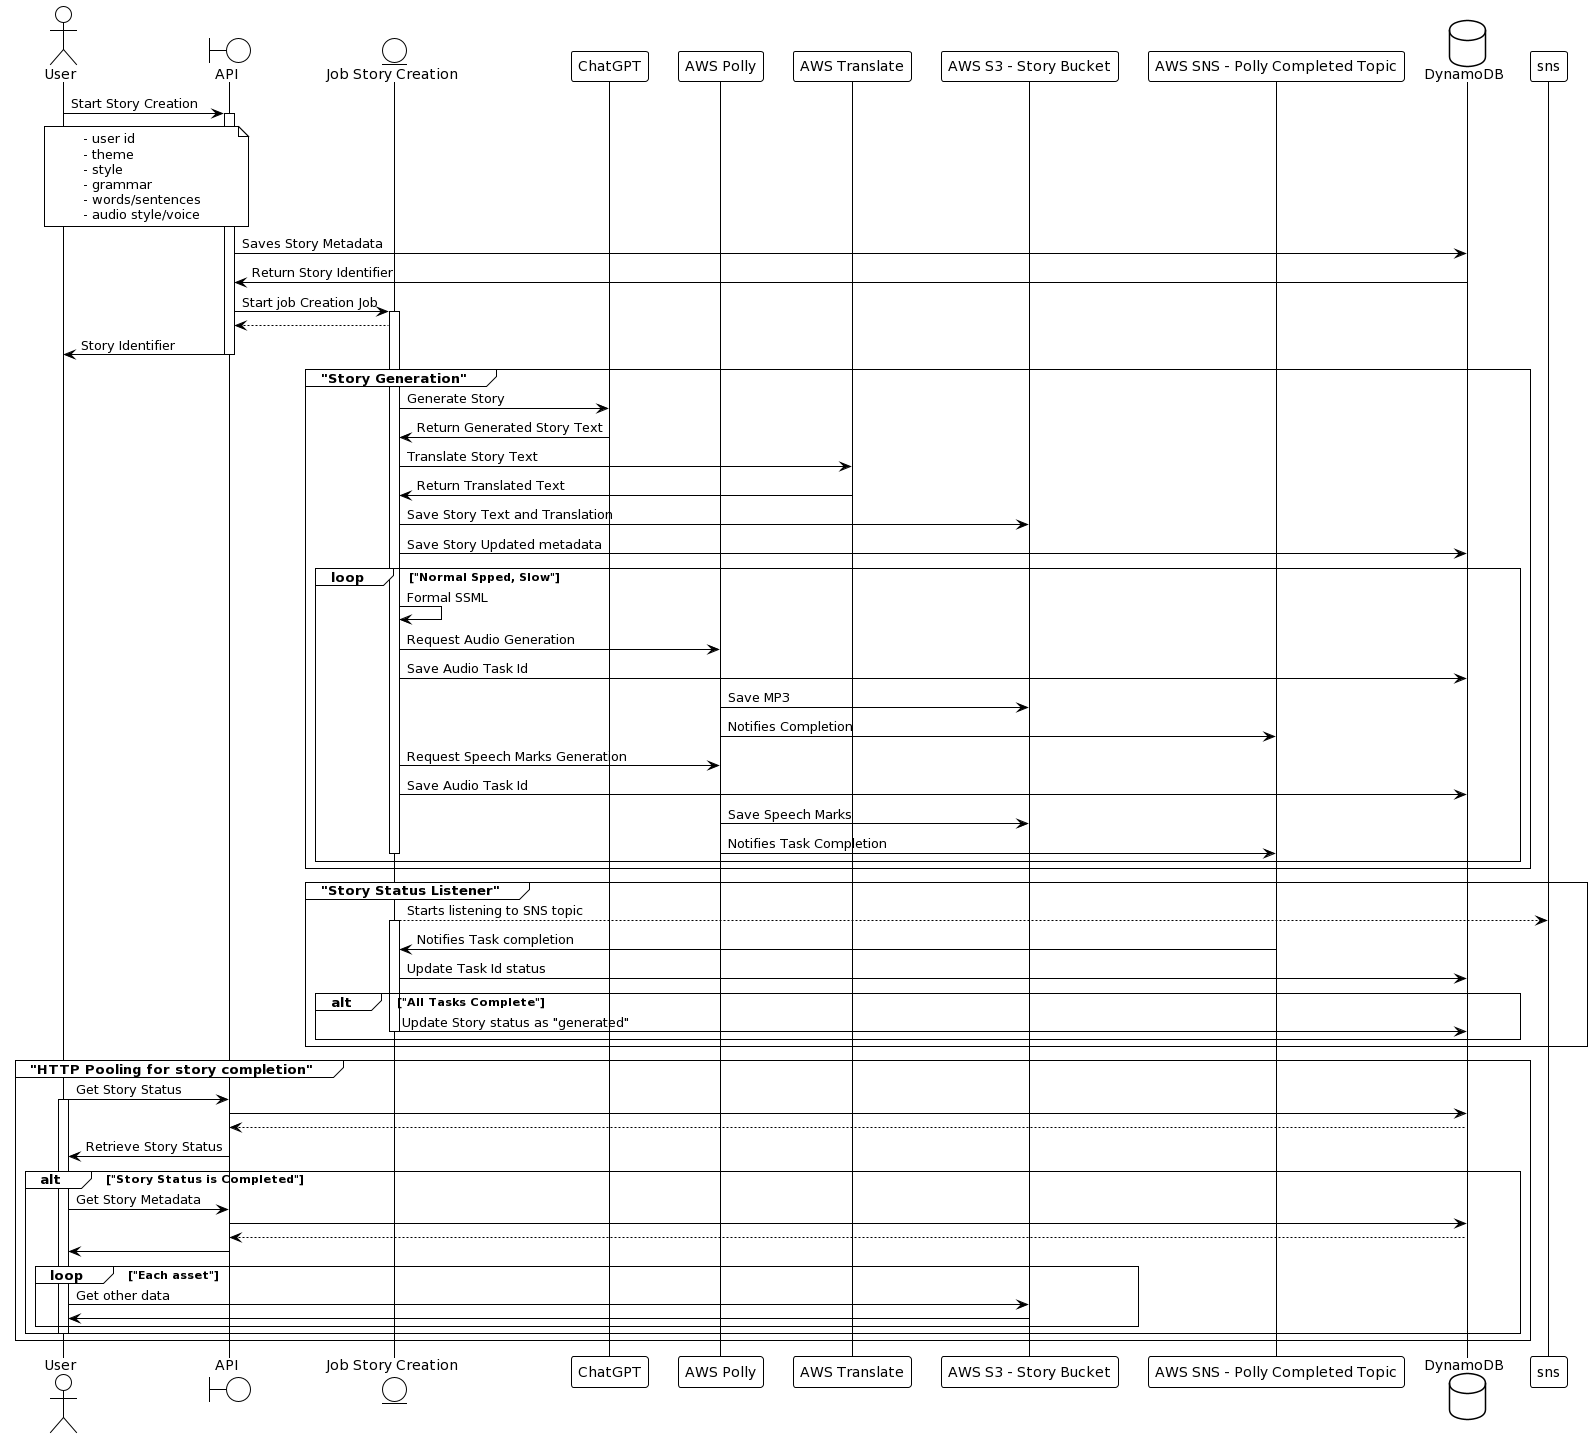 User
API
Job Story Creation
ChatGPT
AWS Polly
AWS Translate
AWS S3 - Story Bucket
AWS SNS - Polly Completed Topic
DynamoDB
sns
Start Story Creation
- user id
- theme
- style
- grammar
- words/sentences
- audio style/voice
Saves Story Metadata
Return Story Identifier
Start job Creation Job
Story Identifier
"Story Generation"
Generate Story
Return Generated Story Text
Translate Story Text
Return Translated Text
Save Story Text and Translation
Save Story Updated metadata
loop ["Normal Spped, Slow"]
Formal SSML
Request Audio Generation
Save Audio Task Id
Save MP3
Notifies Completion
Request Speech Marks Generation
Save Audio Task Id
Save Speech Marks
Notifies Task Completion
"Story Status Listener"
Starts listening to SNS topic
Notifies Task completion
Update Task Id status
alt ["All Tasks Complete"]
Update Story status as "generated"
"HTTP Pooling for story completion"
Get Story Status
Retrieve Story Status
alt ["Story Status is Completed"]
Get Story Metadata
loop ["Each asset"]
Get other data
User
API
Job Story Creation
ChatGPT
AWS Polly
AWS Translate
AWS S3 - Story Bucket
AWS SNS - Polly Completed Topic
DynamoDB
sns